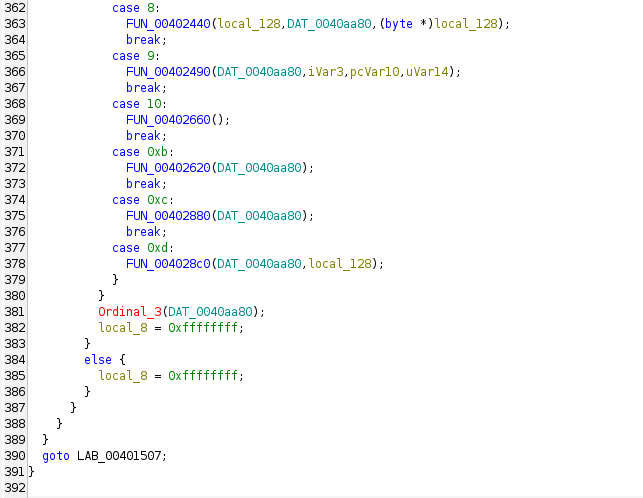 362 case 8:
363 FUN_00402440(local_128,DAT_0040aa80,(byte *)local_128);
364 break;
365 case 9:
366 FUN_00402490(DAT_0040aa80,iVar3,pcVar10,uVar14);
367 break;
368 case 10:
369 FUN_00402660();
370 break;
371 case 0xb:
372 FUN_00402620(DAT_0040aa80);
373 break;
374 case 0xc:
375 FUN_00402880(DAT_0040aa80);
376 break;
377 case 0xd:
378 FUN_004028c0(DAT_0040aa80,local_128);
379 }
380 }
381 Ordinal_3(DAT_0040aa80);
382 local_8 = 0xffffffff;
383 }
384 else {
385 local_8 = 0xffffffff;
386 }
387 }
388 }
389 }
390 goto LAB_00401507;
391 }
392